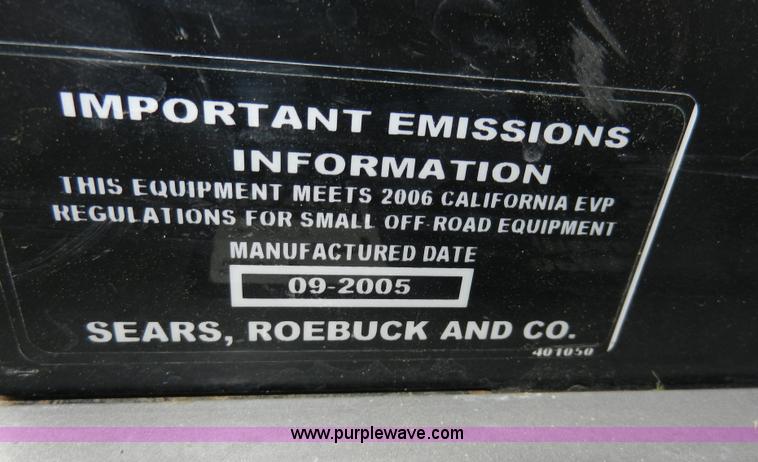 IMPORTANT EMISSIONS
INFORMATION
THIS EQUIPMENT MEETS 2006 CALIFORNIA EVP
REGULATIONS FOR SMALL OFF-ROAD EQUIPMENT
MANUFACTURED DATE
09-2005
SEARS, ROEBUCK AND CO.
401050
www.purplewave.com